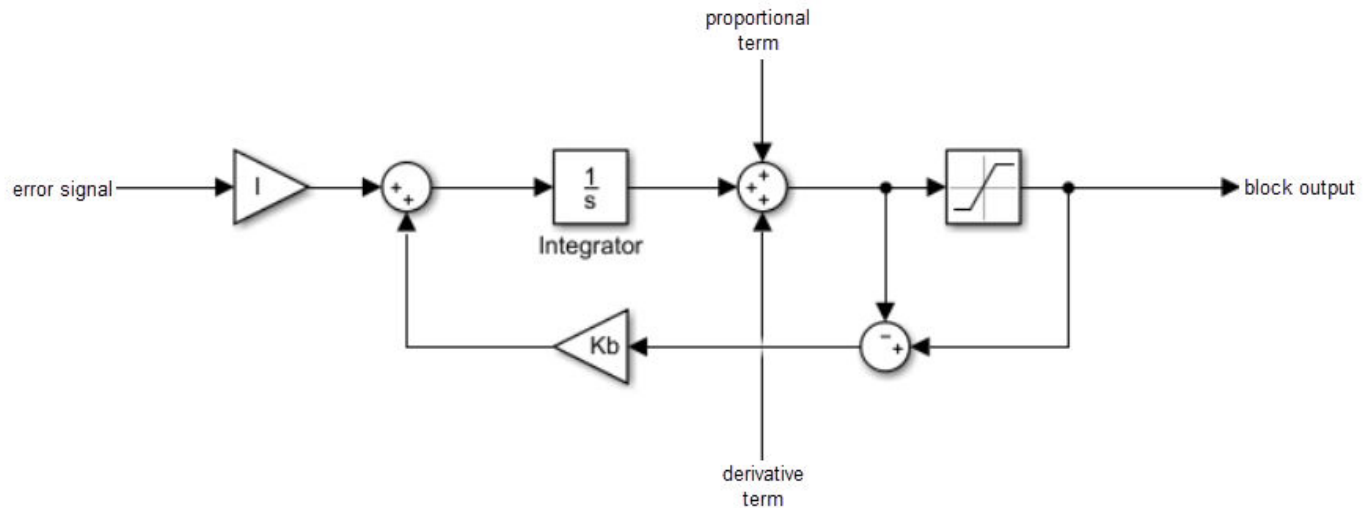 proportional
term
error signal
I
+
+
1
s
Integrator
+
+
+
block output
Kb
-
+
derivative
term